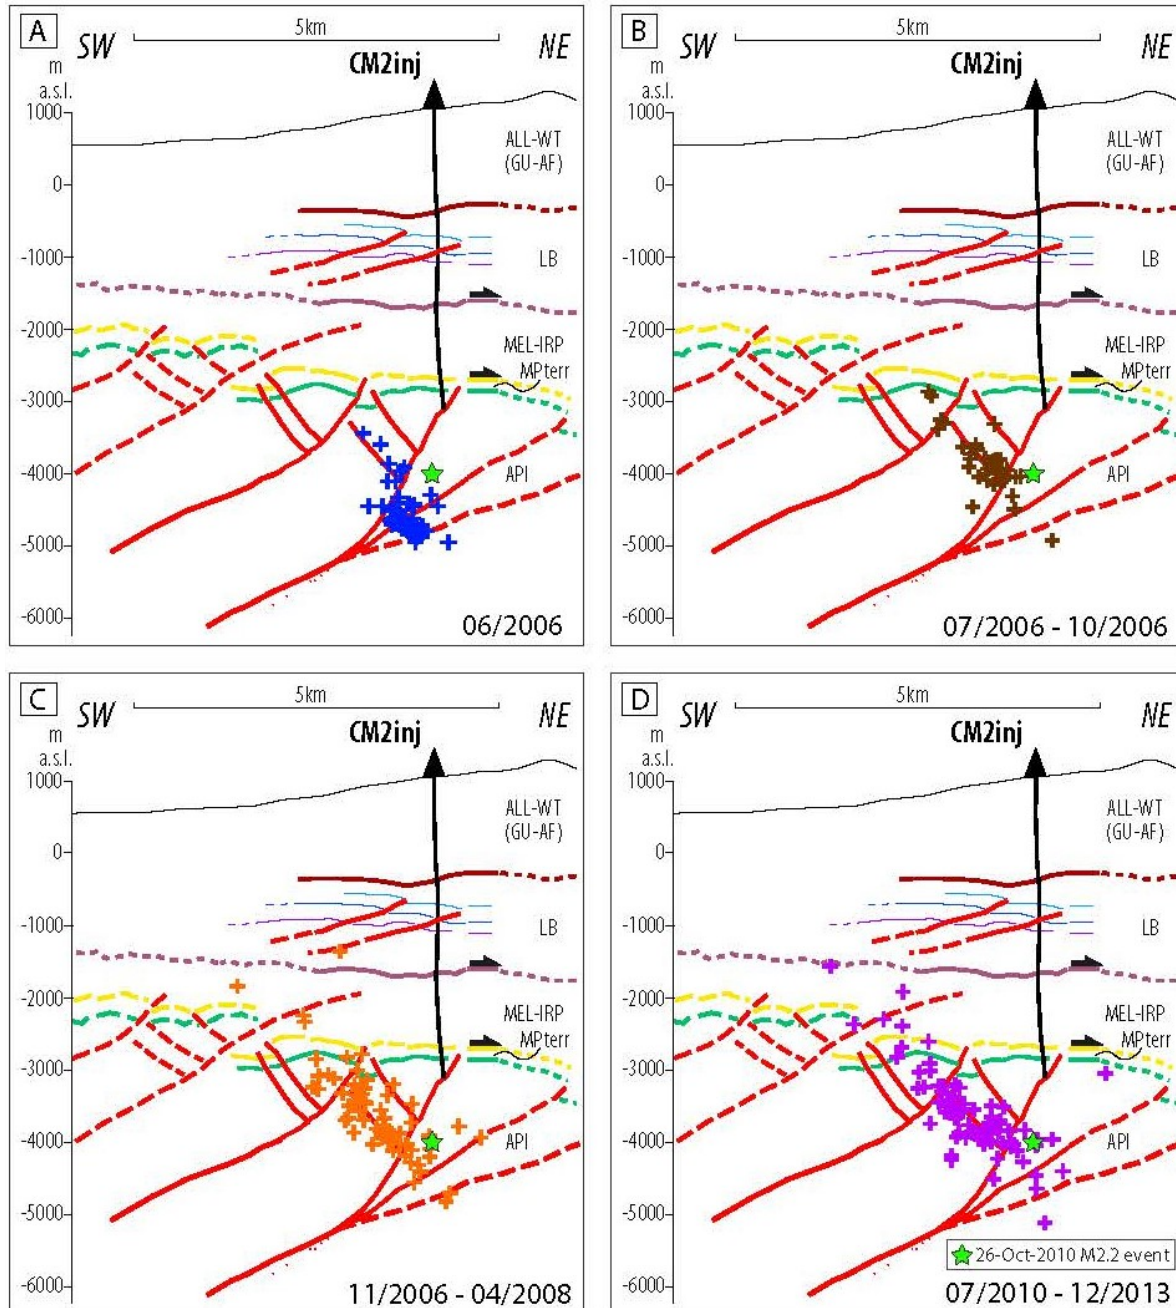 A
SW
5km
NE
CM2inj
m
a.s.l.
1000
0
-1000
-2000
-3000
-4000
-5000
-6000
ALL-WT
(GU-AF)
LB
MEL-IRP
MPterr
API
06/2006
B
SW
5km
NE
CM2inj
m
a.s.l.
1000
0
-1000
-2000
-3000
-4000
-5000
-6000
ALL-WT
(GU-AF)
LB
MEL-IRP
MPterr
API
07/2006 - 10/2006
C
SW
5km
NE
CM2inj
m
a.s.l.
1000
0
-1000
-2000
-3000
-4000
-5000
-6000
ALL-WT
(GU-AF)
LB
MEL-IRP
MPterr
API
11/2006 - 04/2008
D
SW
5km
NE
CM2inj
m
a.s.l.
1000
0
-1000
-2000
-3000
-4000
-5000
-6000
ALL-WT
(GU-AF)
LB
MEL-IRP
MPterr
API
26-Oct-2010 M2.2 event
07/2010 - 12/2013